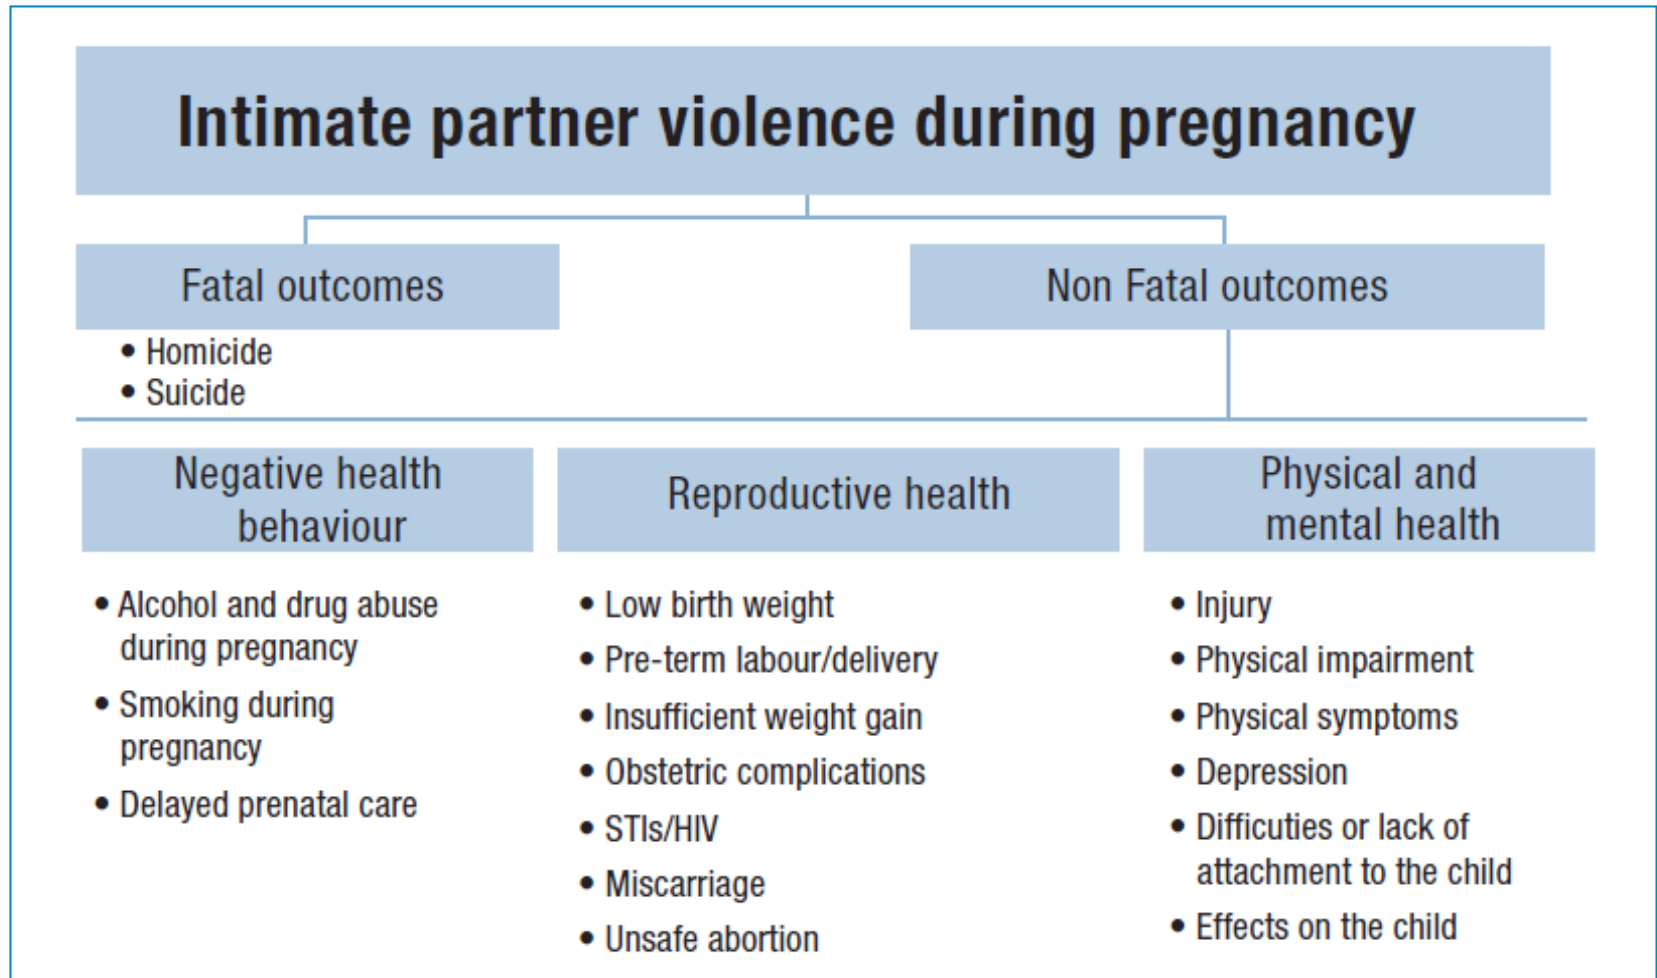 Intimate partner violence during pregnancy
Fatal outcomes
• Homicide
• Suicide
Non Fatal outcomes
Negative health
behaviour
• Alcohol and drug abuse
during pregnancy
• Smoking during
pregnancy
• Delayed prenatal care
Reproductive health
• Low birth weight
• Pre-term labour/delivery
• Insufficient weight gain
• Obstetric complications
• STIs/HIV
• Miscarriage
• Unsafe abortion
Physical and
mental health
• Injury
• Physical impairment
• Physical symptoms
• Depression
• Difficuties or lack of
attachment to the child
• Effects on the child